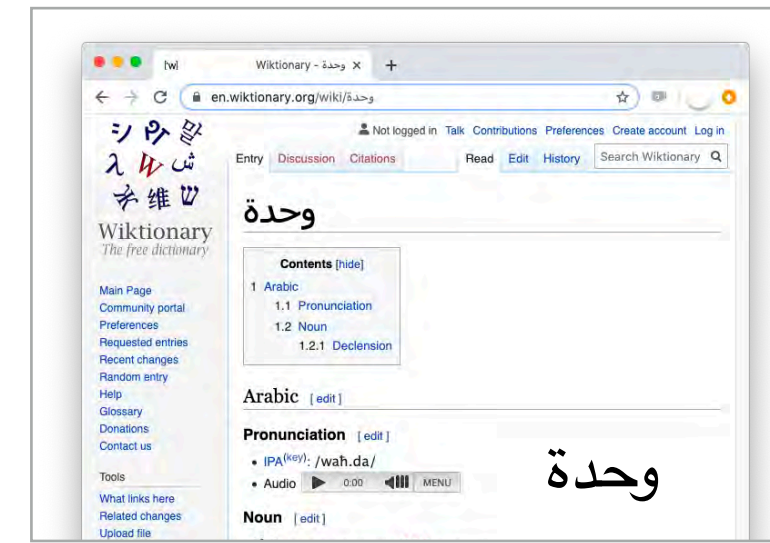 twi
وحدة - Wiktionary
en.wiktionary.org/wiki/وحدة
Not logged in Talk Contributions Preferences Create account Log in
Entry Discussion Citations Read Edit History Search Wiktionary
Wiktionary
The free dictionary
وحدة
Contents [hide]
1 Arabic
1.1 Pronunciation
1.2 Noun
1.2.1 Declension
Main Page
Community portal
Preferences
Requested entries
Recent changes
Random entry
Help
Glossary
Donations
Contact us
Tools
What links here
Related changes
Upload file
Arabic [edit]
Pronunciation [edit]
• IPA(key): /waħ.da/
• Audio 0:00 MENU
وحدة
Noun [edit]